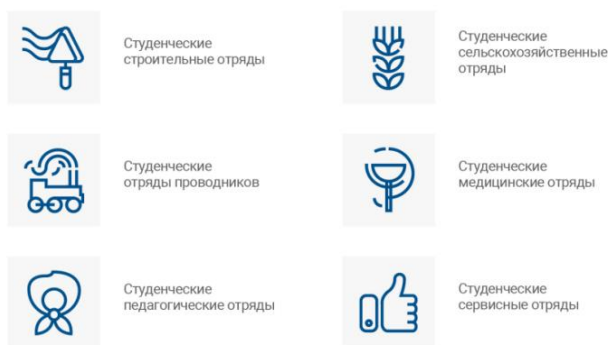 Студенческие
строительные отряды
Студенческие
сельскохозяйственные
отряды
Студенческие
отряды проводников
Студенческие
медицинские отряды
Студенческие
педагогические отряды
Студенческие
сервисные отряды